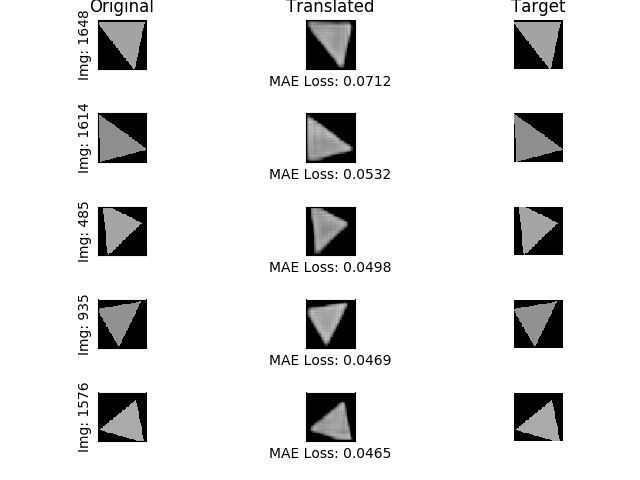 Original Translated Target
Img: 1648
MAE Loss: 0.0712
Img: 1614
MAE Loss: 0.0532
Img: 485
MAE Loss: 0.0498
Img: 935
MAE Loss: 0.0469
Img: 1576
MAE Loss: 0.0465